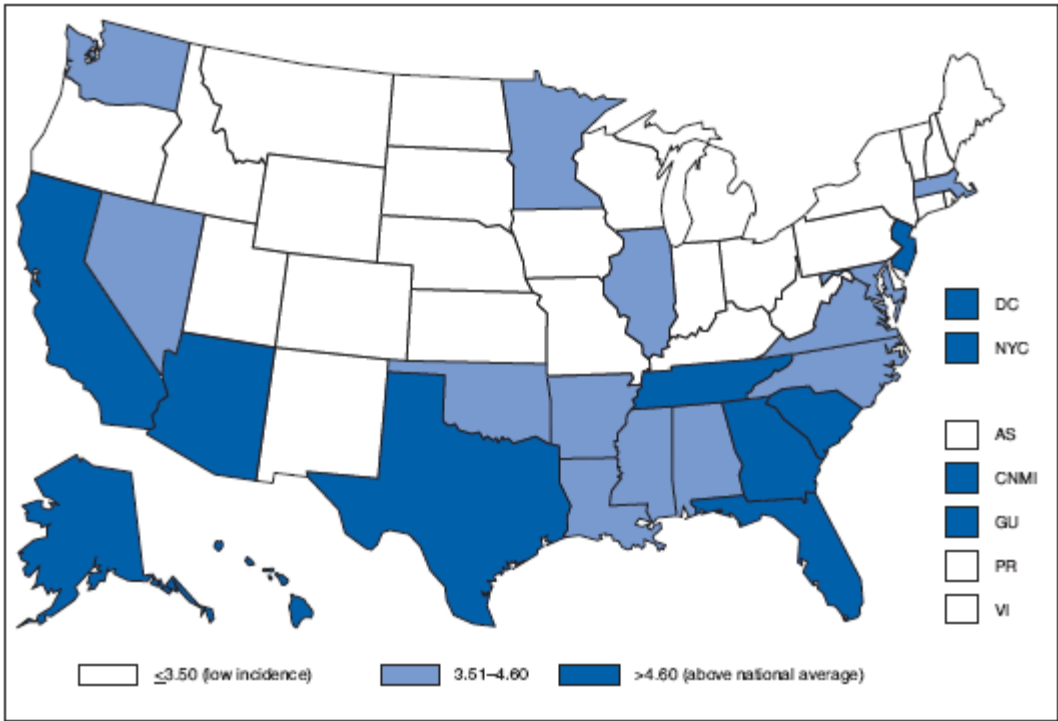 DC
NYC
AS
CNMI
GU
PR
VI
≤3.50 (low incidence)
3.51–4.60
>4.60 (above national average)